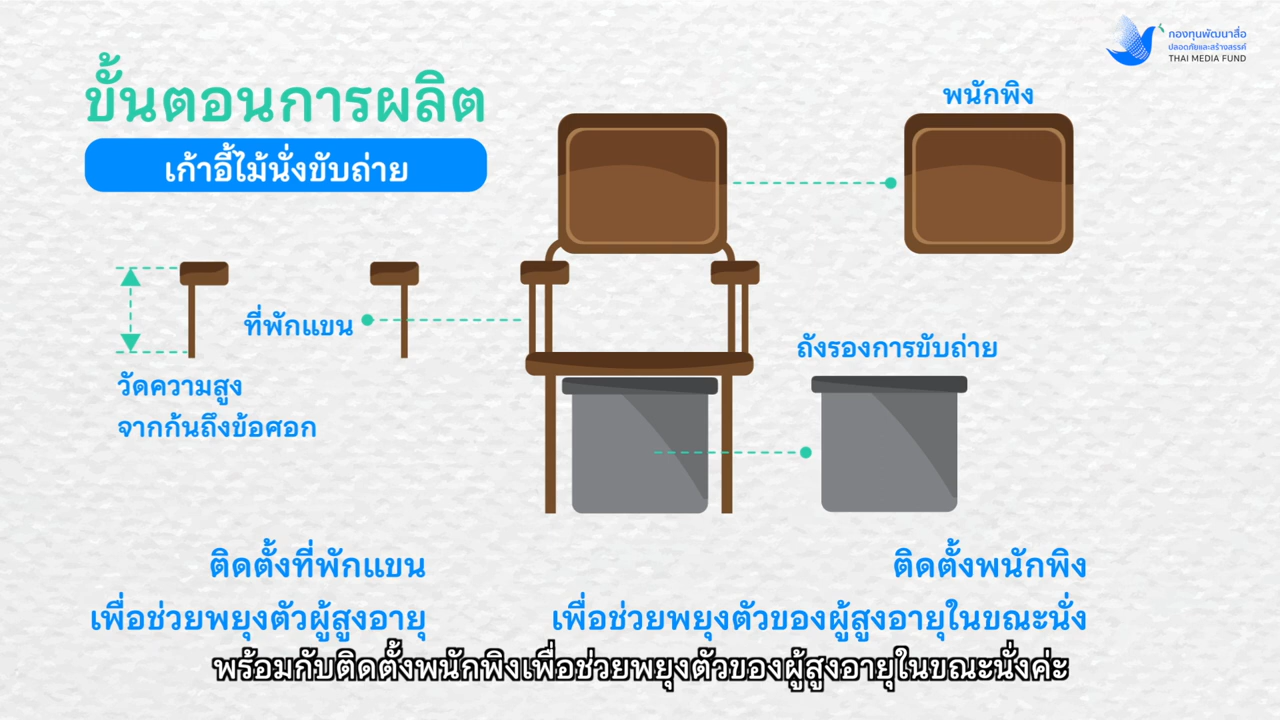 กองทุนพัฒนาสื่อ
ปลอดภัยและสร้างสรรค์
THAI MEDIA FUND
ขั้นตอนการผลิต
เก้าอี้ไม้นั่งขับถ่าย
พนักพิง
ที่พักแขน
ถังรองการขับถ่าย
วัดความสูง
จากก้นถึงข้อศอก
ติดตั้งที่พักแขน
เพื่อช่วยพยุงตัวผู้สูงอายุ
ติดตั้งพนักพิง
เพื่อช่วยพยุงตัวของผู้สูงอายุในขณะนั่ง
พร้อมกับติดตั้งพนักพิงเพื่อช่วยพยุงตัวของผู้สูงอายุในขณะนั่งค่ะ